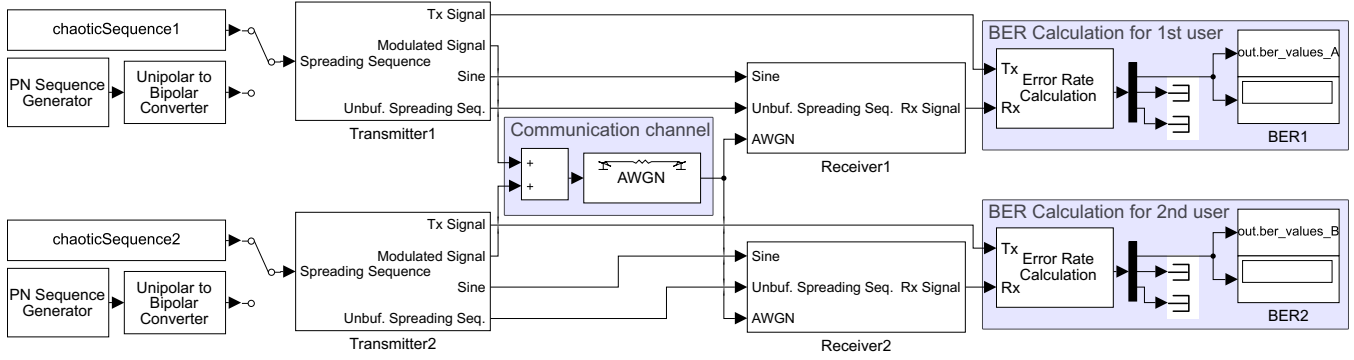 chaoticSequence1
PN Sequence
Generator
Unipolar to
Bipolar
Converter
Tx Signal
Modulated Signal
Spreading Sequence
Sine
Unbuf. Spreading Seq.
Transmitter1
Communication channel
+
+
AWGN
Sine
Unbuf. Spreading Seq. Rx Signal
AWGN
Receiver1
BER Calculation for 1st user
Tx
Error Rate
Calculation
Rx
out.ber_values_A
BER1
chaoticSequence2
PN Sequence
Generator
Unipolar to
Bipolar
Converter
Tx Signal
Modulated Signal
Spreading Sequence
Sine
Unbuf. Spreading Seq.
Transmitter2
Sine
Unbuf. Spreading Seq. Rx Signal
AWGN
Receiver2
BER Calculation for 2nd user
Tx
Error Rate
Calculation
Rx
out.ber_values_B
BER2